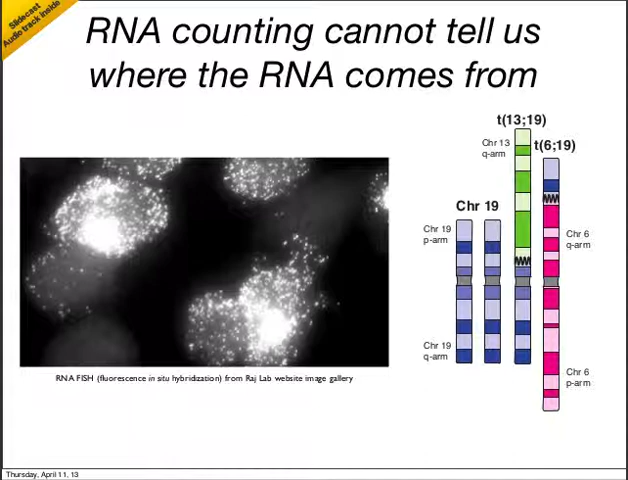 Slidecast
Audio track inside
RNA counting cannot tell us
where the RNA comes from
t(13;19)
Chr 13
q-arm
t(6;19)
Chr 19
Chr 19
p-arm
Chr 6
q-arm
Chr 19
q-arm
Chr 6
p-arm
RNA FISH (fluorescence in situ hybridization) from Raj Lab website image gallery
Thursday, April 11, 13